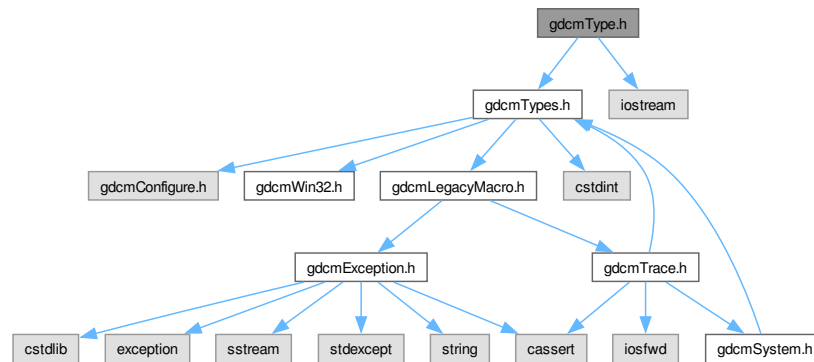 gdcmType.h
gdcmTypes.h
iostream
gdcmConfigure.h
gdcmWin32.h
gdcmLegacyMacro.h
cstdint
gdcmException.h
gdcmTrace.h
cstdlib
exception
sstream
stdexcept
string
cassert
iosfwd
gdcmSystem.h